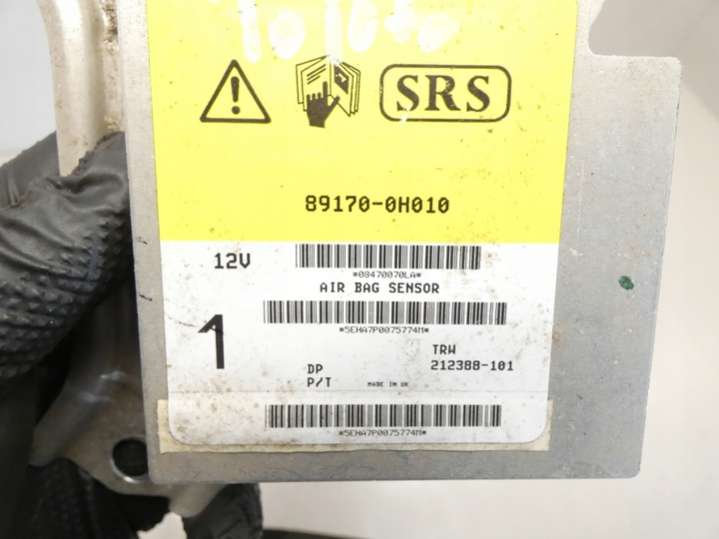 SRS
89170-0H010
12V
*08470070LA*
AIR BAG SENSOR
*5EHA7P0075774M*
1
TRW
DP
212388-101
P/T
MADE IN UK
*5EHA7P0075774M*